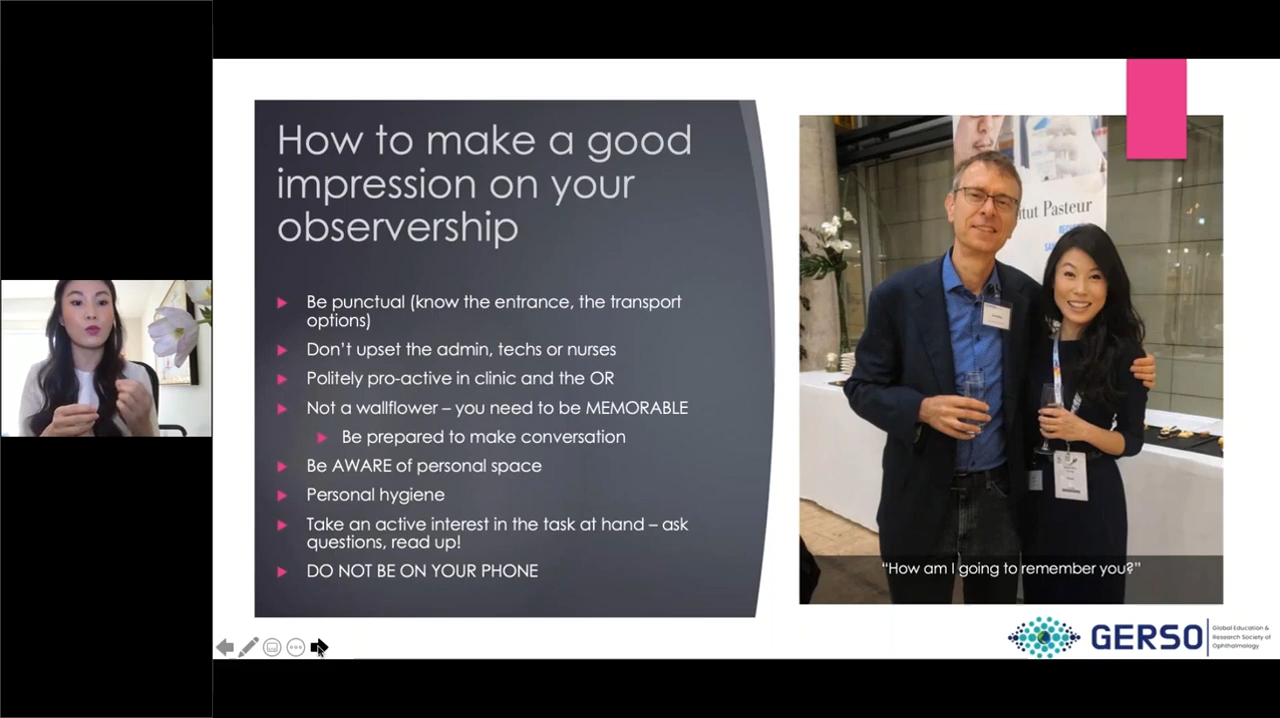 How to make a good
impression on your
observership
Be punctual (know the entrance, the transport
options)
Don't upset the admin, techs or nurses
Politely pro-active in clinic and the OR
Not a wallflower – you need to be MEMORABLE
Be prepared to make conversation
Be AWARE of personal space
Personal hygiene
Take an active interest in the task at hand – ask
questions, read up!
DO NOT BE ON YOUR PHONE
tut Pasteur
"How am I going to remember you?"
GERSO
Global Education &
Research Society of
Ophthalmology